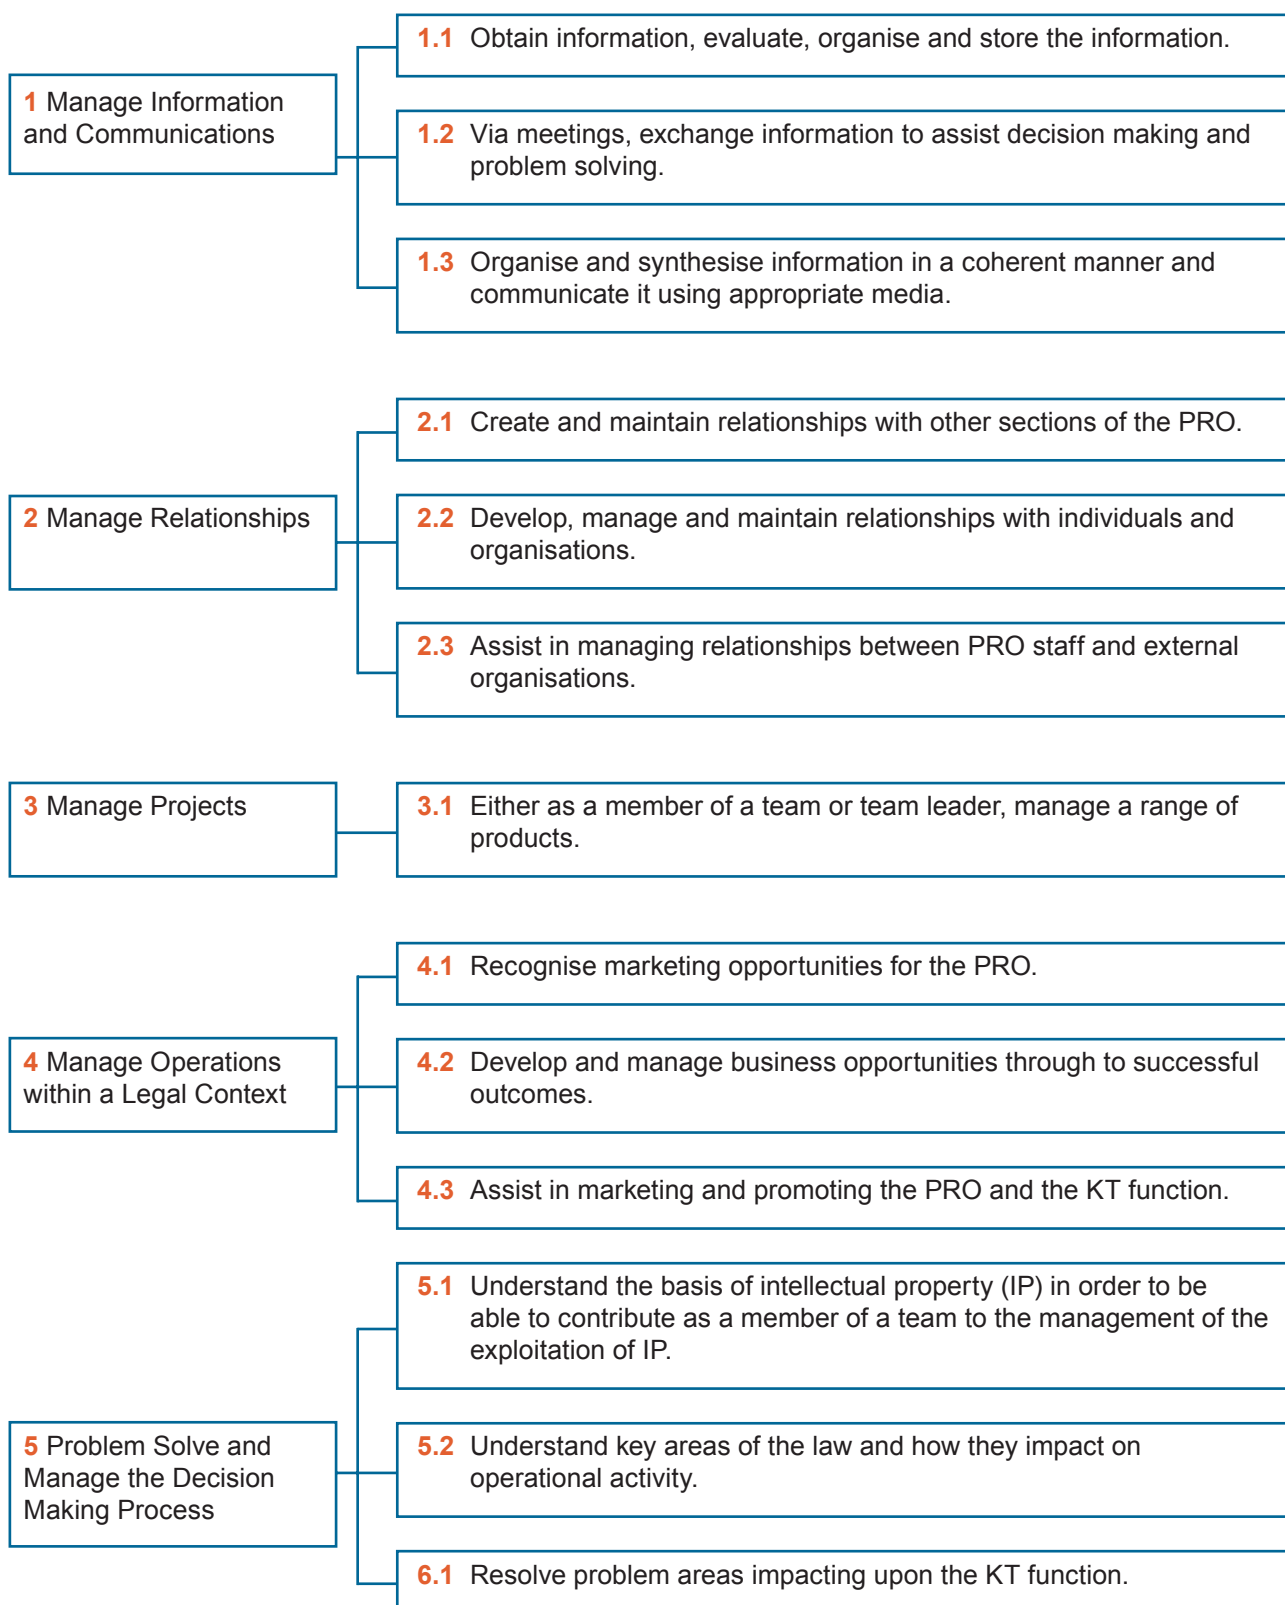 1 Manage Information
and Communications
1.1 Obtain information, evaluate, organise and store the information.
1.2 Via meetings, exchange information to assist decision making and
problem solving.
1.3 Organise and synthesise information in a coherent manner and
communicate it using appropriate media.
2 Manage Relationships
2.1 Create and maintain relationships with other sections of the PRO.
2.2 Develop, manage and maintain relationships with individuals and
organisations.
2.3 Assist in managing relationships between PRO staff and external
organisations.
3 Manage Projects
3.1 Either as a member of a team or team leader, manage a range of
products.
4 Manage Operations
within a Legal Context
4.1 Recognise marketing opportunities for the PRO.
4.2 Develop and manage business opportunities through to successful
outcomes.
4.3 Assist in marketing and promoting the PRO and the KT function.
5 Problem Solve and
Manage the Decision
Making Process
5.1 Understand the basis of intellectual property (IP) in order to be
able to contribute as a member of a team to the management of the
exploitation of IP.
5.2 Understand key areas of the law and how they impact on
operational activity.
6.1 Resolve problem areas impacting upon the KT function.